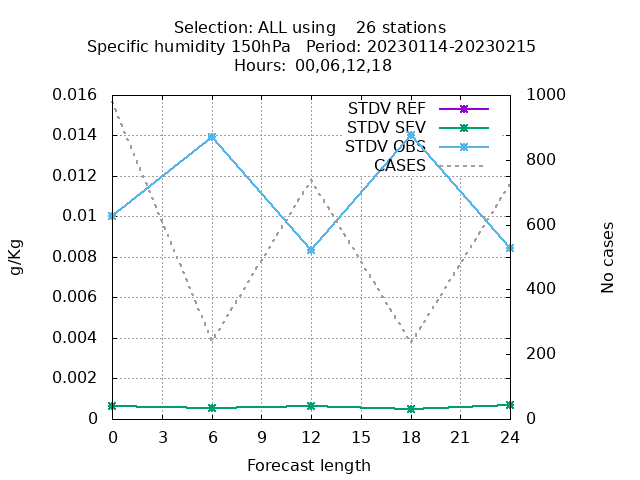 Selection: ALL using    26 stations
Specific humidity 150hPa   Period: 20230114-20230215
Hours:  00,06,12,18
STDV REF
STDV SFV
STDV OBS
CASES
0.016
0.014
0.012
0.01
0.008
0.006
0.004
0.002
0
g/Kg
1000
800
600
400
200
0
No cases
0 3 6 9 12 15 18 21 24
Forecast length